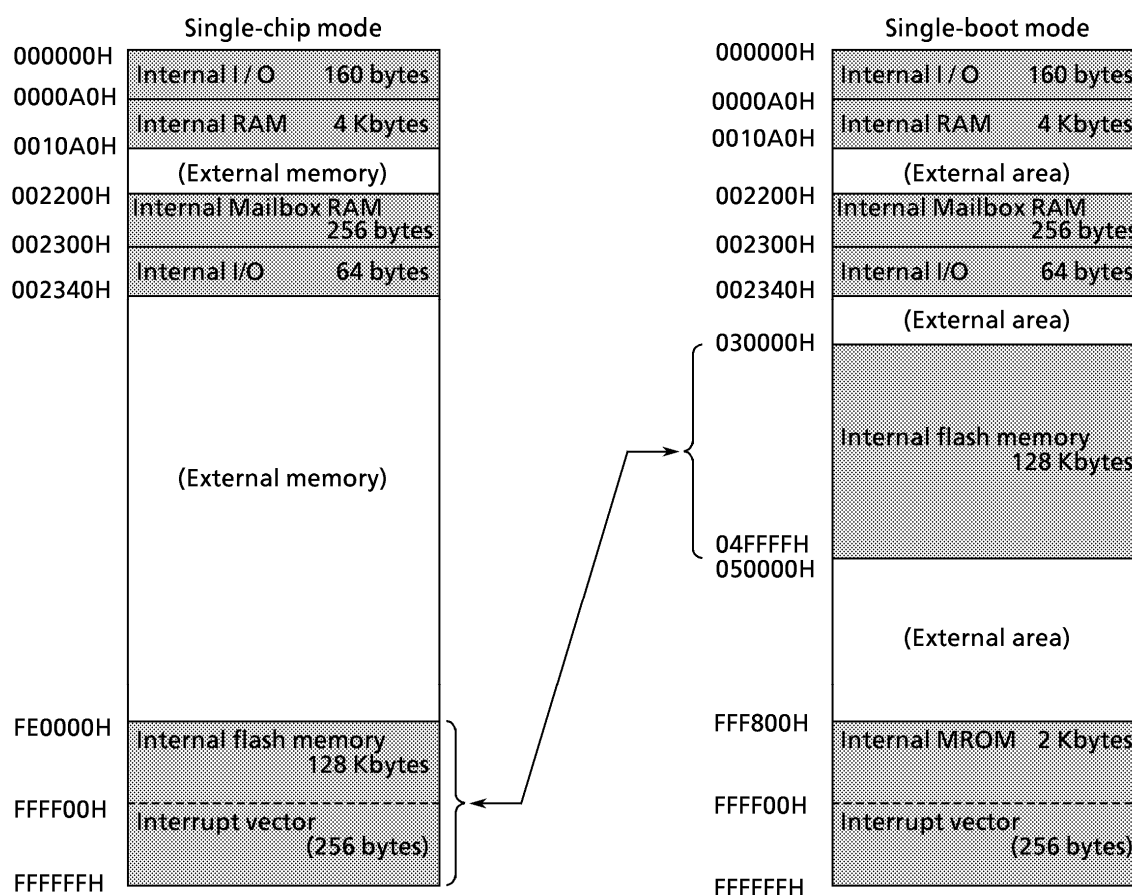 Single-chip mode
000000H
Internal I / O 160 bytes
0000A0H
Internal RAM 4 Kbytes
0010A0H
(External memory)
002200H
Internal Mailbox RAM
256 bytes
002300H
Internal I/O 64 bytes
002340H
(External memory)
FE0000H
Internal flash memory
128 Kbytes
FFFF00H
Interrupt vector
(256 bytes)
FFFFFFH
Single-boot mode
000000H
Internal I / O 160 bytes
0000A0H
Internal RAM 4 Kbytes
0010A0H
(External area)
002200H
Internal Mailbox RAM
256 bytes
002300H
Internal I/O 64 bytes
002340H
(External area)
030000H
Internal flash memory
128 Kbytes
04FFFFH
050000H
(External area)
FFF800H
Internal MROM 2 Kbytes
FFFF00H
Interrupt vector
(256 bytes)
FFFFFFH